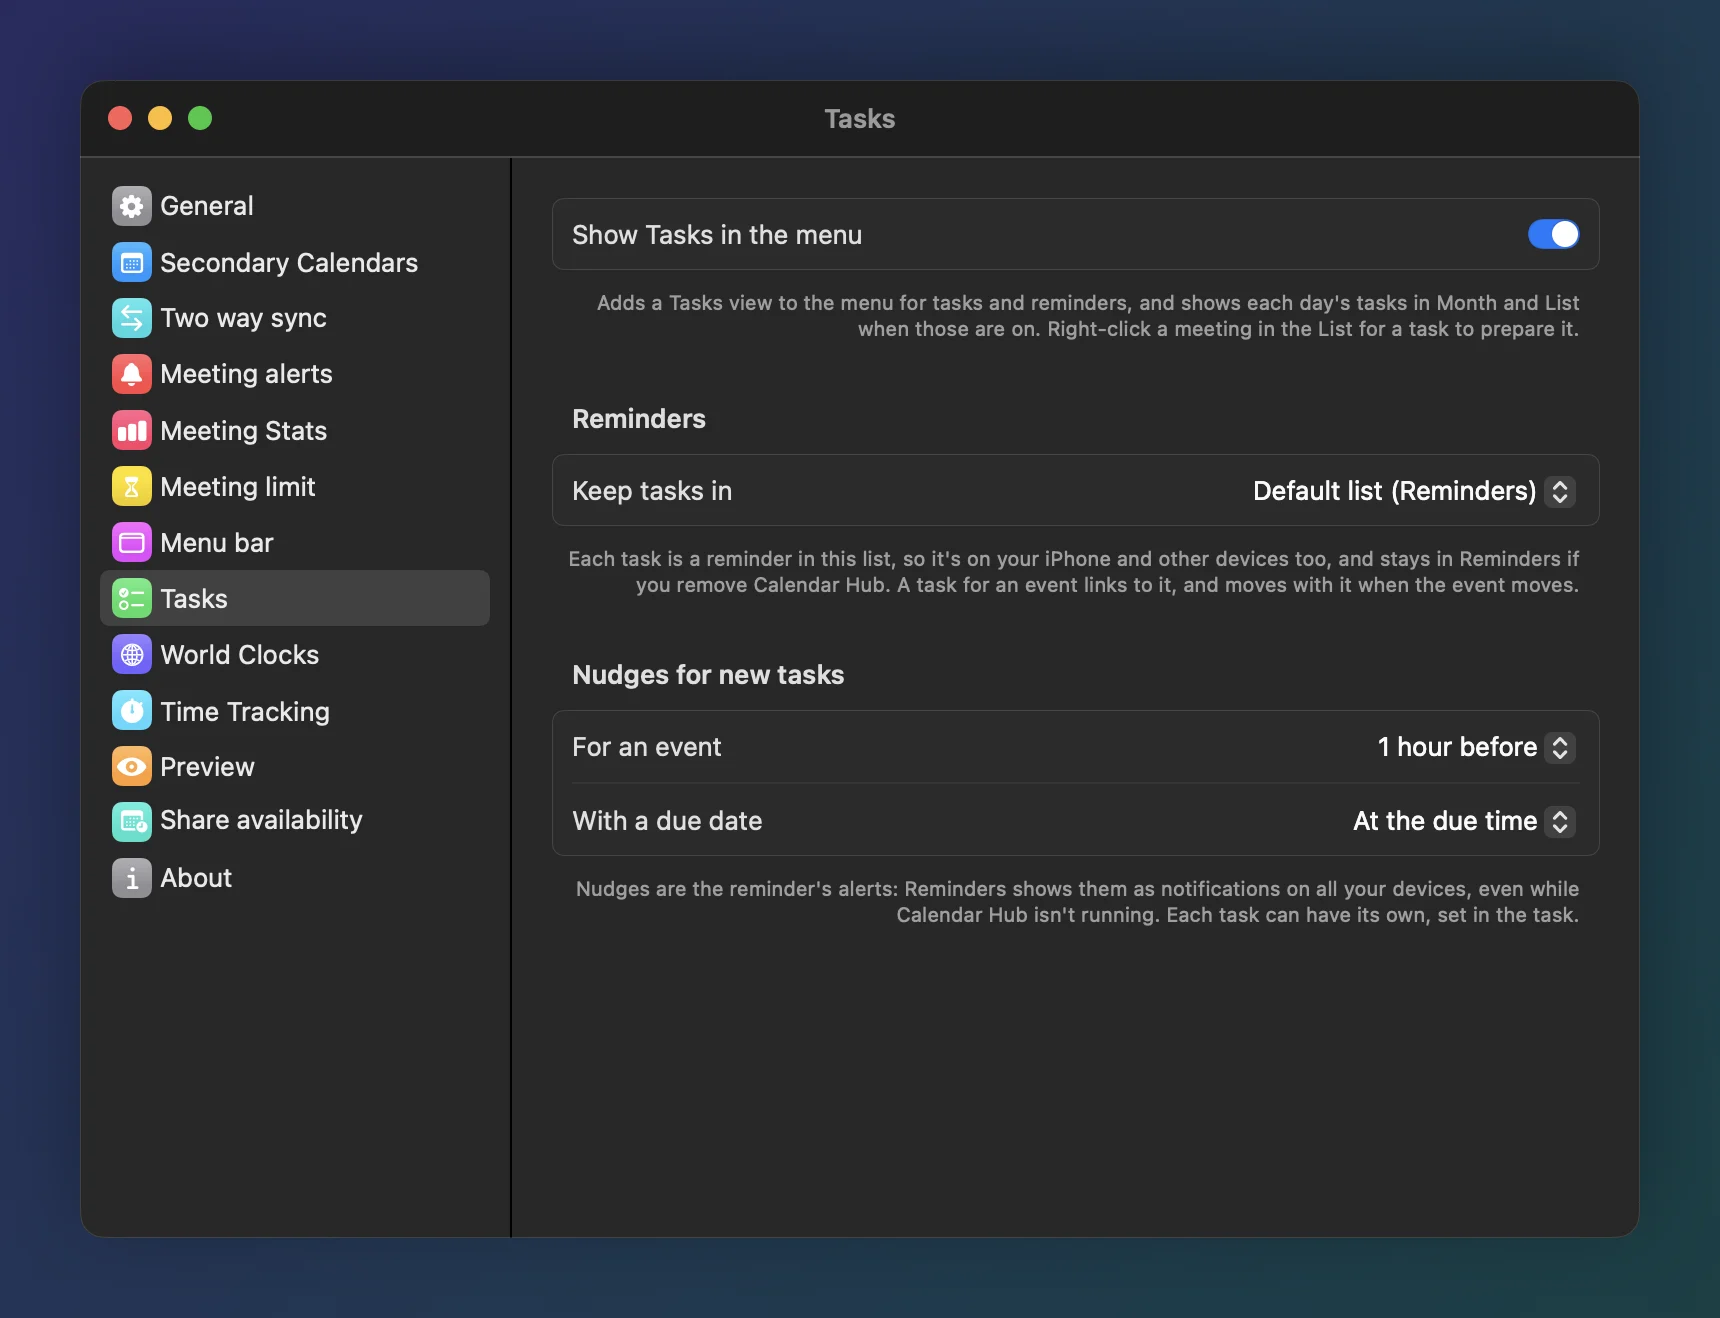 Tasks
General
Secondary Calendars
Two way sync
Meeting alerts
Meeting Stats
Meeting limit
Menu bar
Tasks
World Clocks
Time Tracking
Preview
Share availability
About
Show Tasks in the menu
Adds a Tasks view to the menu for tasks and reminders, and shows each day's tasks in Month and List
when those are on. Right-click a meeting in the List for a task to prepare it.
Reminders
Keep tasks in Default list (Reminders)
Each task is a reminder in this list, so it's on your iPhone and other devices too, and stays in Reminders if
you remove Calendar Hub. A task for an event links to it, and moves with it when the event moves.
Nudges for new tasks
For an event 1 hour before
With a due date At the due time
Nudges are the reminder's alerts: Reminders shows them as notifications on all your devices, even while
Calendar Hub isn't running. Each task can have its own, set in the task.